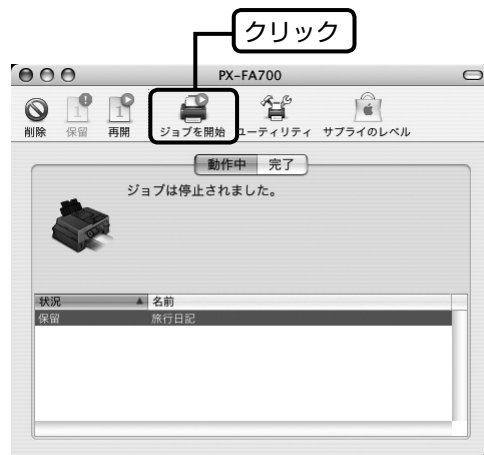 クリック
PX-FA700
削除 保留 再開 ジョブを開始 ユーティリティ サプライのレベル
動作中 完了
ジョブは停止されました。
状況 名前
保留 旅行日記